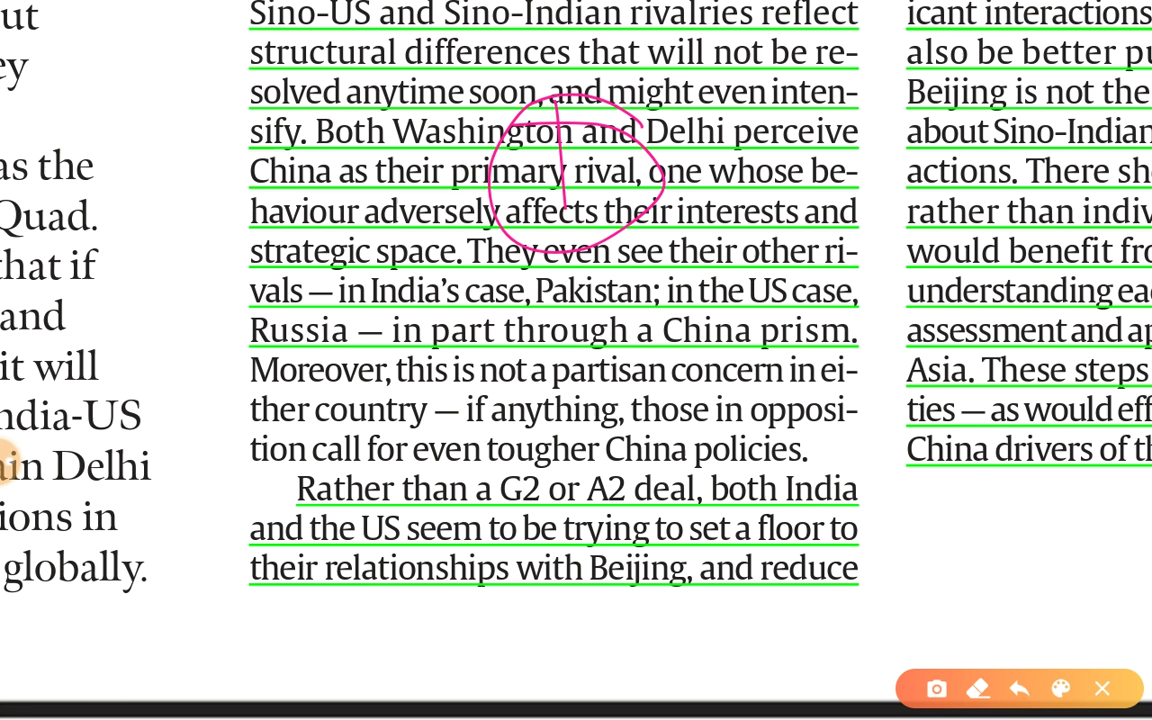 ut
ey
as the
Quad.
that if
and
it will
ndia-US
ain Delhi
ions in
globally.
Sino-US and Sino-Indian rivalries reflect
structural differences that will not be re-
solved anytime soon, and might even inten-
sify. Both Washington and Delhi perceive
China as their primary rival, one whose be-
haviour adversely affects their interests and
strategic space. They even see their other ri-
vals — in India's case, Pakistan; in the US case,
Russia — in part through a China prism.
Moreover, this is not a partisan concern in ei-
ther country — if anything, those in opposi-
tion call for even tougher China policies.
Rather than a G2 or A2 deal, both India
and the US seem to be trying to set a floor to
their relationships with Beijing, and reduce
icant interactions
also be better pu
Beijing is not the
about Sino-Indian
actions. There sh
rather than indiv
would benefit fro
understanding ea
assessment and ap
Asia. These steps
ties — as would eff
China drivers of th